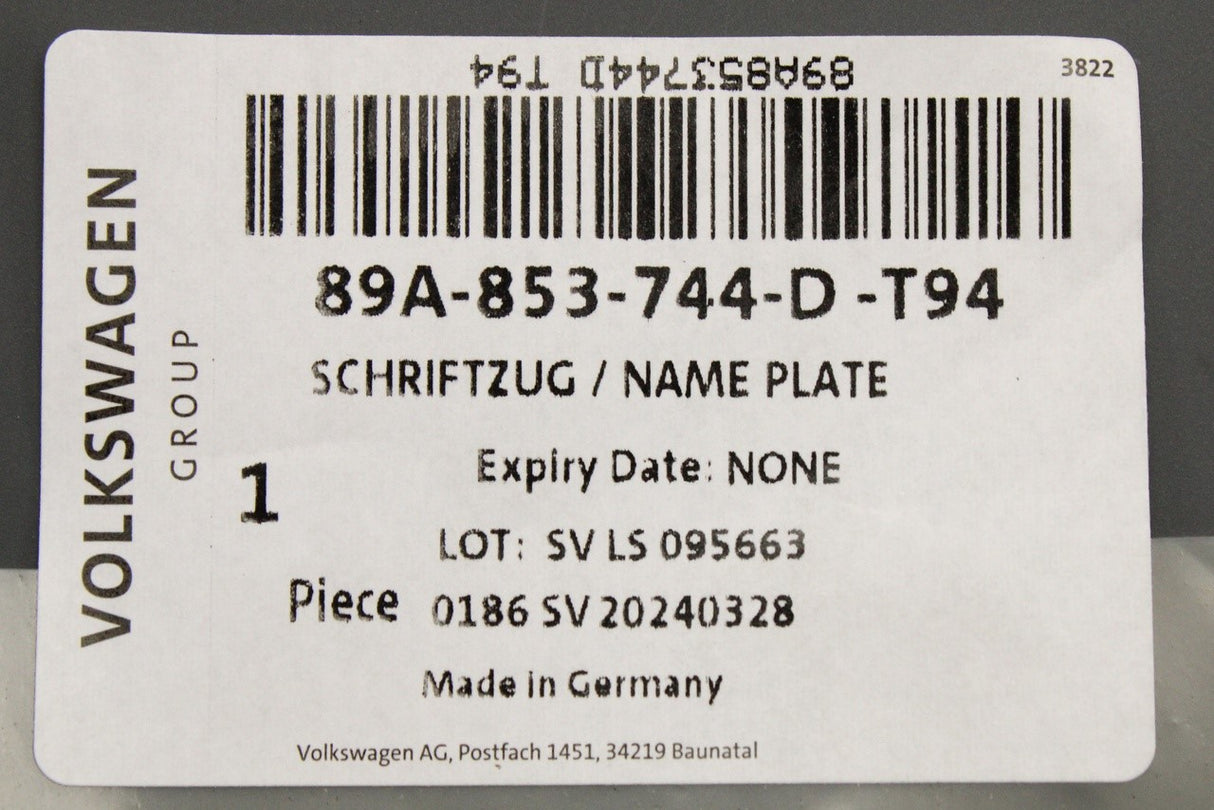 89A853744D T94
3822
89A-853-744-D -T94
SCHRIFTZUG / NAME PLATE
Expiry Date: NONE
1
LOT: SV LS 095663
Piece 0186 SV 20240328
Made in Germany
Volkswagen AG, Postfach 1451, 34219 Baunatal
VOLKSWAGEN
GROUP